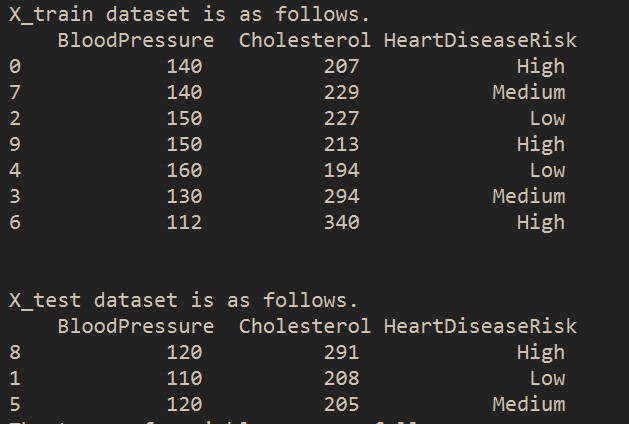 X_train dataset is as follows.
BloodPressure Cholesterol HeartDiseaseRisk
0 140 207 High
7 140 229 Medium
2 150 227 Low
9 150 213 High
4 160 194 Low
3 130 294 Medium
6 112 340 High
X_test dataset is as follows.
BloodPressure Cholesterol HeartDiseaseRisk
8 120 291 High
1 110 208 Low
5 120 205 Medium